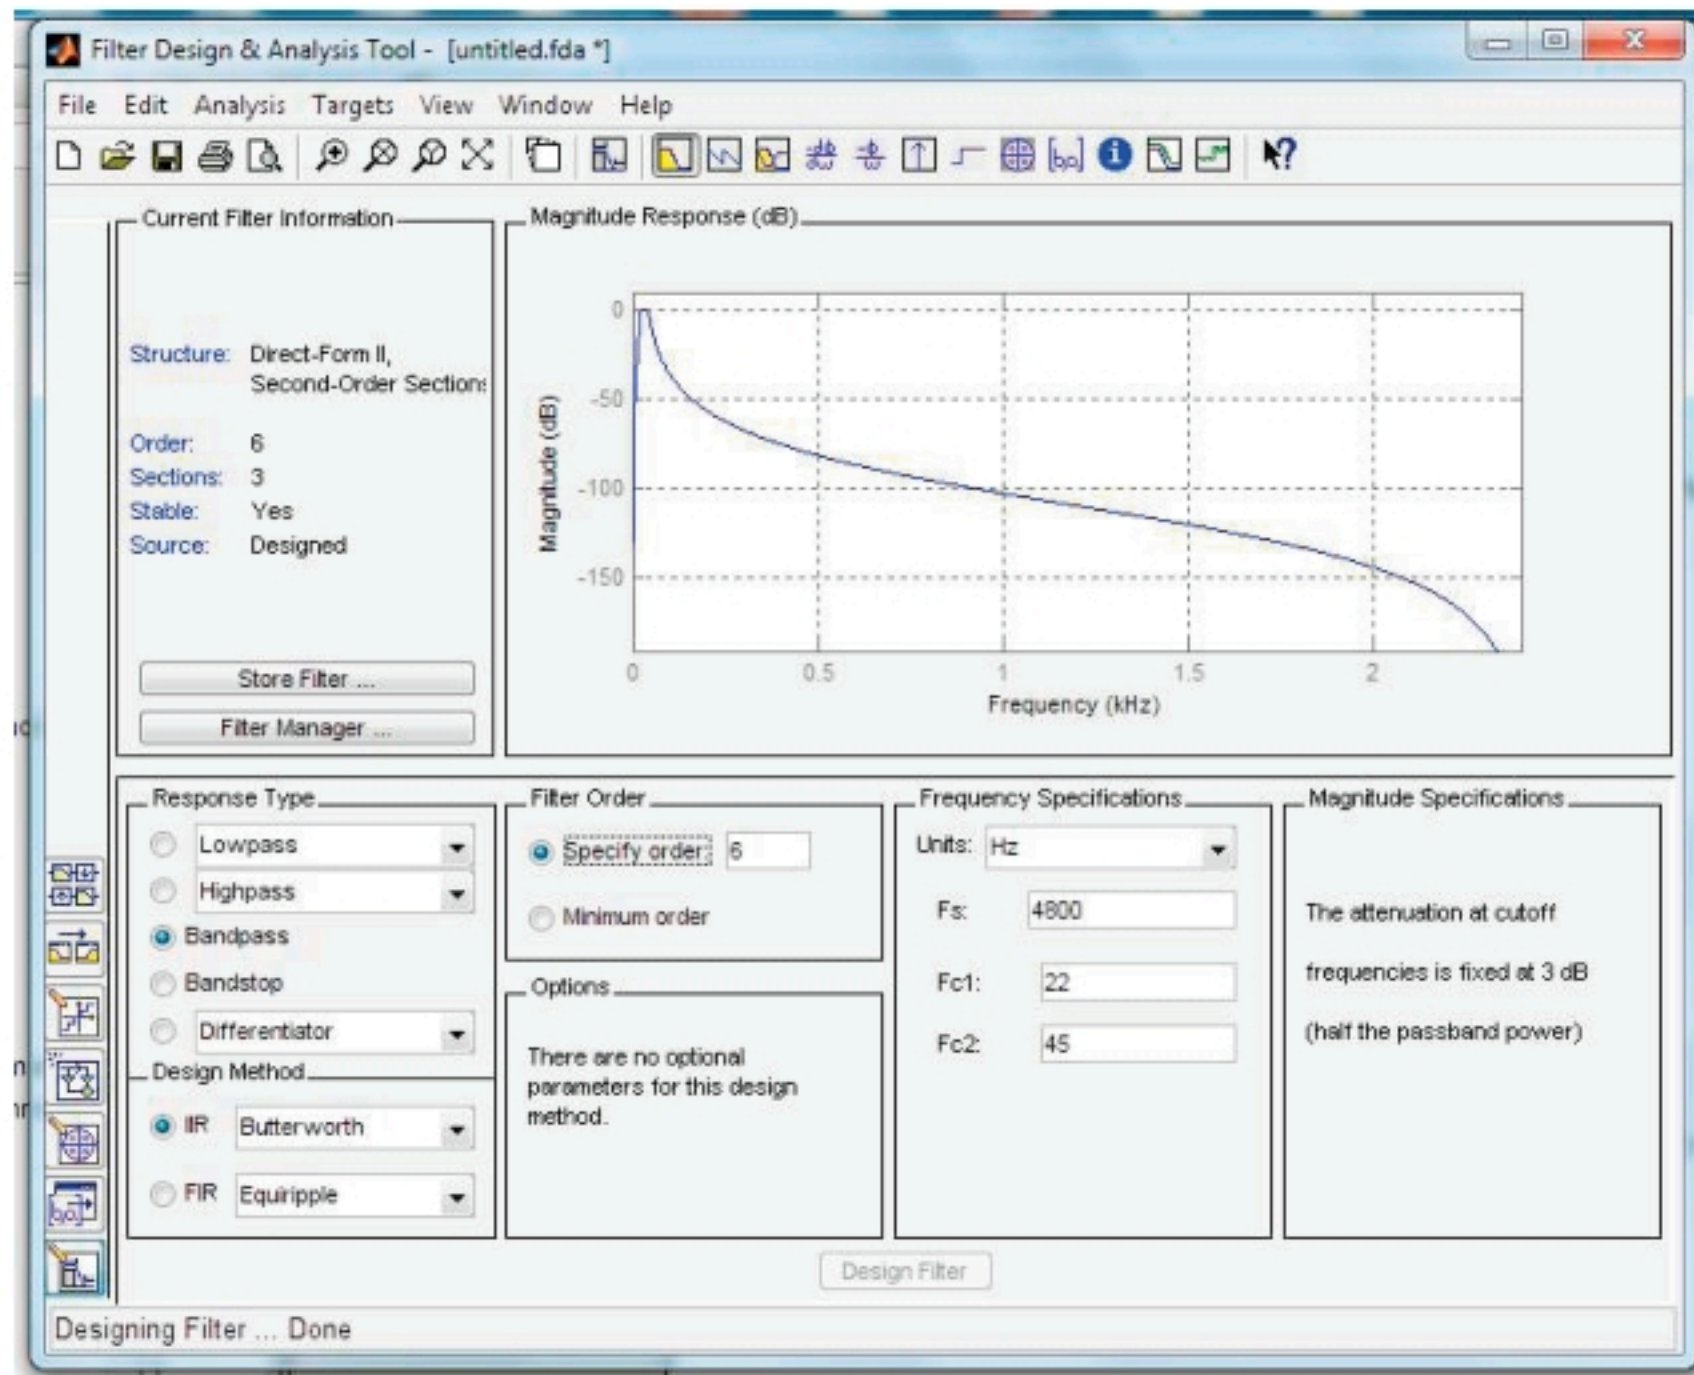 Filter Design & Analysis Tool - [untitled.fda *]
File Edit Analysis Targets View Window Help
Current Filter Information
Structure: Direct-Form II,
Second-Order Sections
Order: 6
Sections: 3
Stable: Yes
Source: Designed
Store Filter ...
Filter Manager ...
Magnitude Response (dB)
Magnitude (dB)
0
-50
-100
-150
0 0.5 1 1.5 2
Frequency (kHz)
Response Type
Lowpass
Highpass
Bandpass
Bandstop
Differentiator
Design Method
IIR Butterworth
FIR Equiripple
Filter Order
Specify order: 6
Minimum order
Options
There are no optional
parameters for this design
method.
Frequency Specifications
Units: Hz
Fs: 4800
Fc1: 22
Fc2: 45
Magnitude Specifications
The attenuation at cutoff
frequencies is fixed at 3 dB
(half the passband power)
Design Filter
Designing Filter ... Done